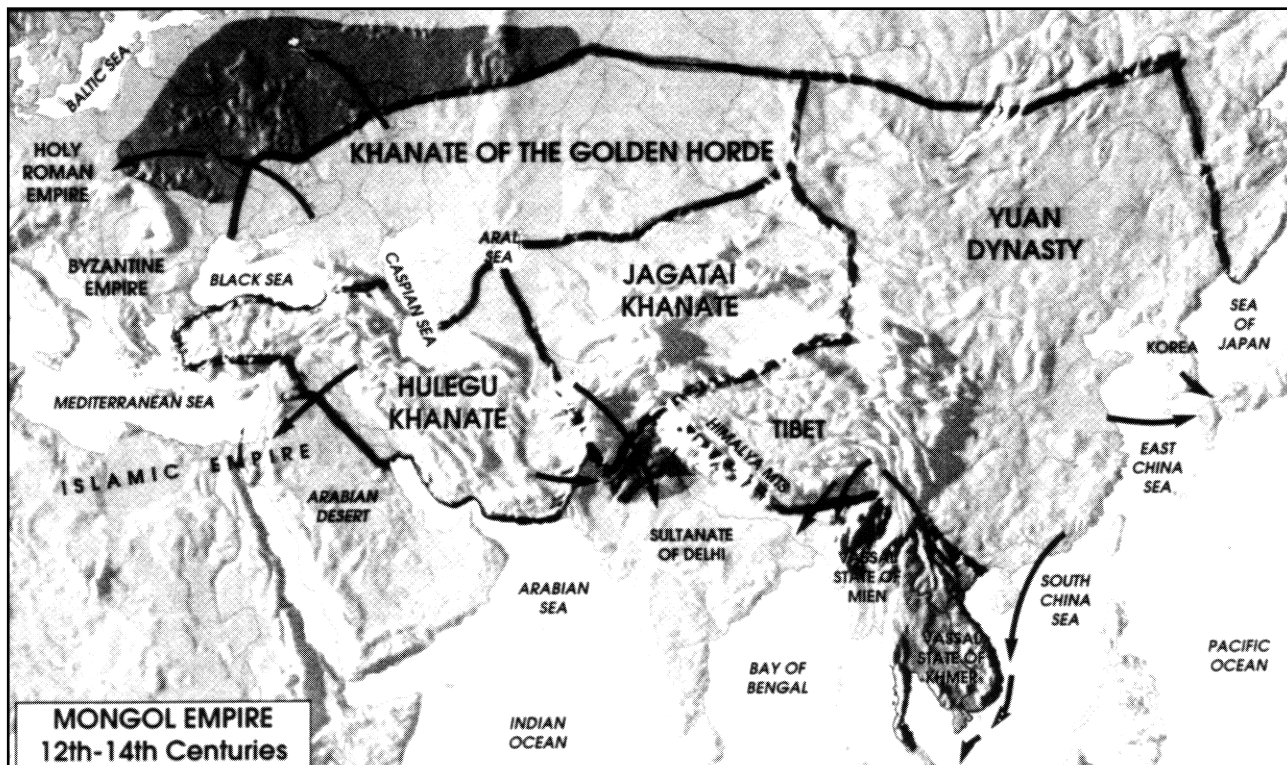 BALTIC SEA
HOLY
ROMAN
EMPIRE
KHANATE OF THE GOLDEN HORDE
YUAN
DYNASTY
BYZANTINE
EMPIRE
BLACK SEA
CASPIAN SEA
ARAL
SEA
JAGATAI
KHANATE
SEA
OF
JAPAN
KOREA
MEDITERRANEAN SEA
HULEGU
KHANATE
TIBET
HIMALYA MTS
EAST
CHINA
SEA
ISLAMIC EMPIRE
ARABIAN
DESERT
SULTANATE
OF DELHI
VASSAL
STATE OF
MIEN
SOUTH
CHINA
SEA
ARABIAN
SEA
VASSAL
STATE OF
KHMER
PACIFIC
OCEAN
BAY OF
BENGAL
INDIAN
OCEAN
MONGOL EMPIRE
12th-14th Centuries